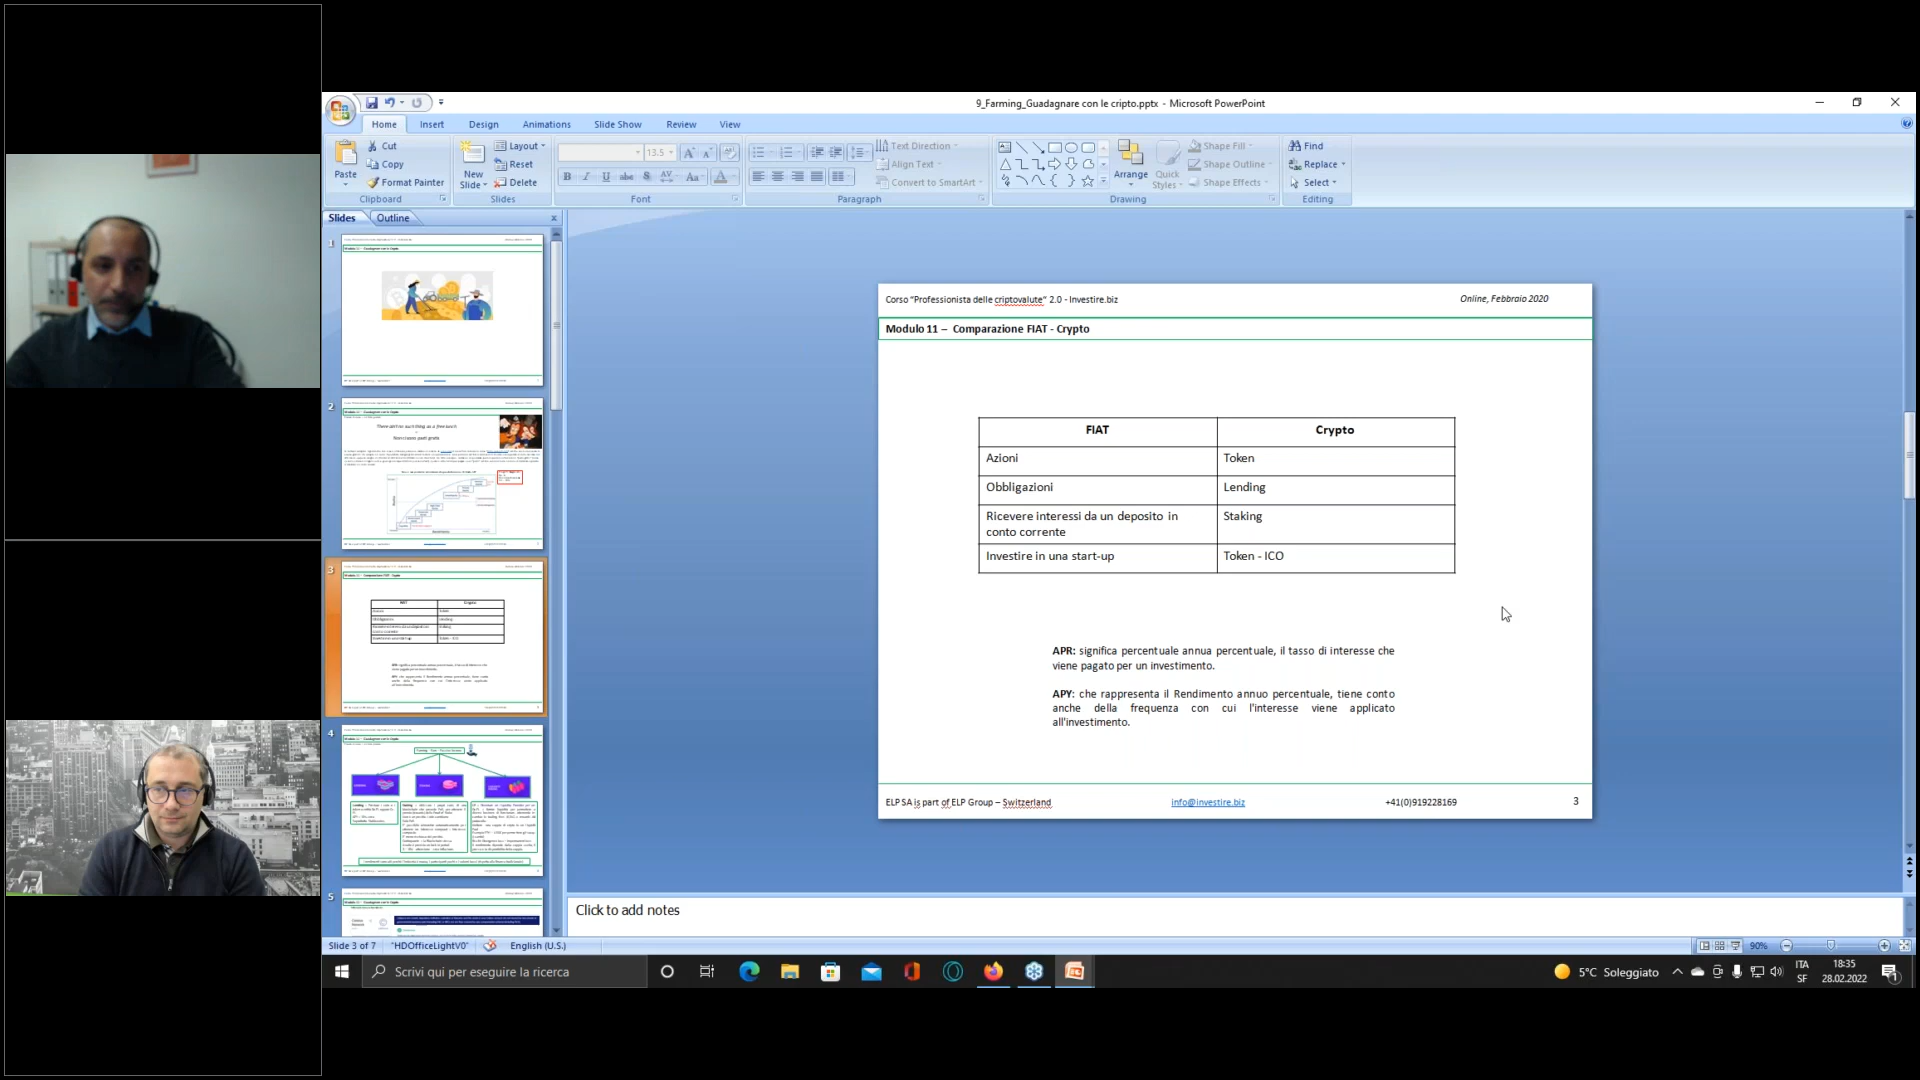 9_Farming_Guadagnare con le cripto.pptx - Microsoft PowerPoint
Home Insert Design Animations Slide Show Review View
Paste
Cut
Copy
Format Painter
Clipboard
New Slide
Layout
Reset
Delete
Slides
13.5
Font
Text Direction
Align Text
Convert to SmartArt
Paragraph
Arrange
Quick Styles
Shape Fill
Shape Outline
Shape Effects
Drawing
Find
Replace
Select
Editing
Slides Outline
1
2
3
4
5
Corso "Professionista delle criptovalute" 2.0 - Investire.biz
Online, Febbraio 2020
Modulo 11 – Comparazione FIAT - Crypto
FIAT Crypto
Azioni Token
Obbligazioni Lending
Ricevere interessi da un deposito in Staking
conto corrente
Investire in una start-up Token - ICO
APR: significa percentuale annua percentuale, il tasso di interesse che
viene pagato per un investimento.
APY: che rappresenta il Rendimento annuo percentuale, tiene conto
anche della frequenza con cui l'interesse viene applicato
all'investimento.
ELP SA is part of ELP Group – Switzerland info@investire.biz +41(0)919228169 3
Click to add notes
Slide 3 of 7 "HDOfficeLightV0" English (U.S.) 90%
Scrivi qui per eseguire la ricerca
5°C Soleggiato
ITA
SF
18:35
28.02.2022
1